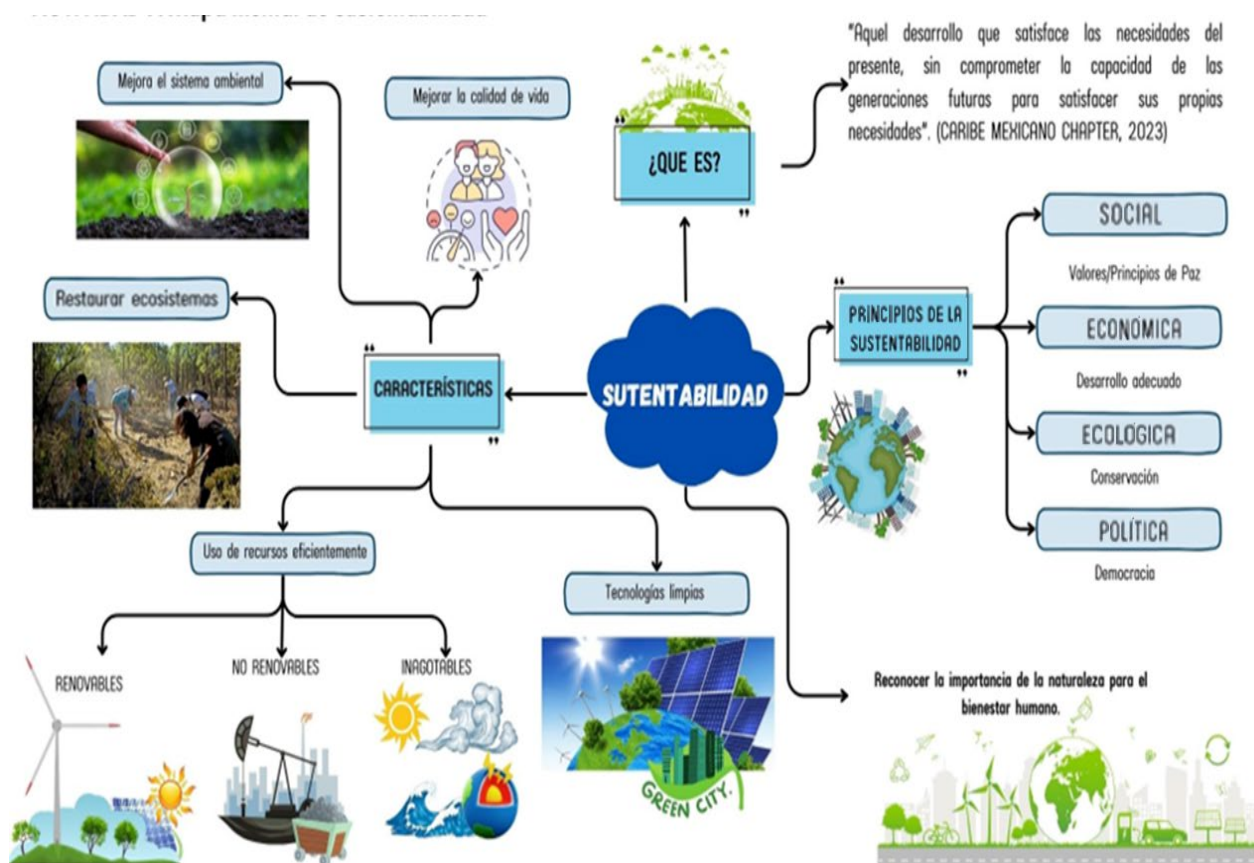 Mejora el sistema ambiental
Mejorar la calidad de vida
Restaurar ecosistemas
CARACTERÍSTICAS
Uso de recursos eficientemente
RENOVABLES
NO RENOVABLES
INAGOTABLES
Tecnologías limpias
GREEN CITY.
SUTENTABILIDAD
¿QUE ES?
"Aquel desarrollo que satisface las necesidades del
presente, sin comprometer la capacidad de las
generaciones futuras para satisfacer sus propias
necesidades". (CARIBE MEXICANO CHAPTER, 2023)
PRINCIPIOS DE LA
SUSTENTABILIDAD
SOCIAL
Valores/Principios de Paz
ECONÓMICA
Desarrollo adecuado
ECOLÓGICA
Conservación
POLÍTICA
Democracia
Reconocer la importancia de la naturaleza para el
bienestar humano.